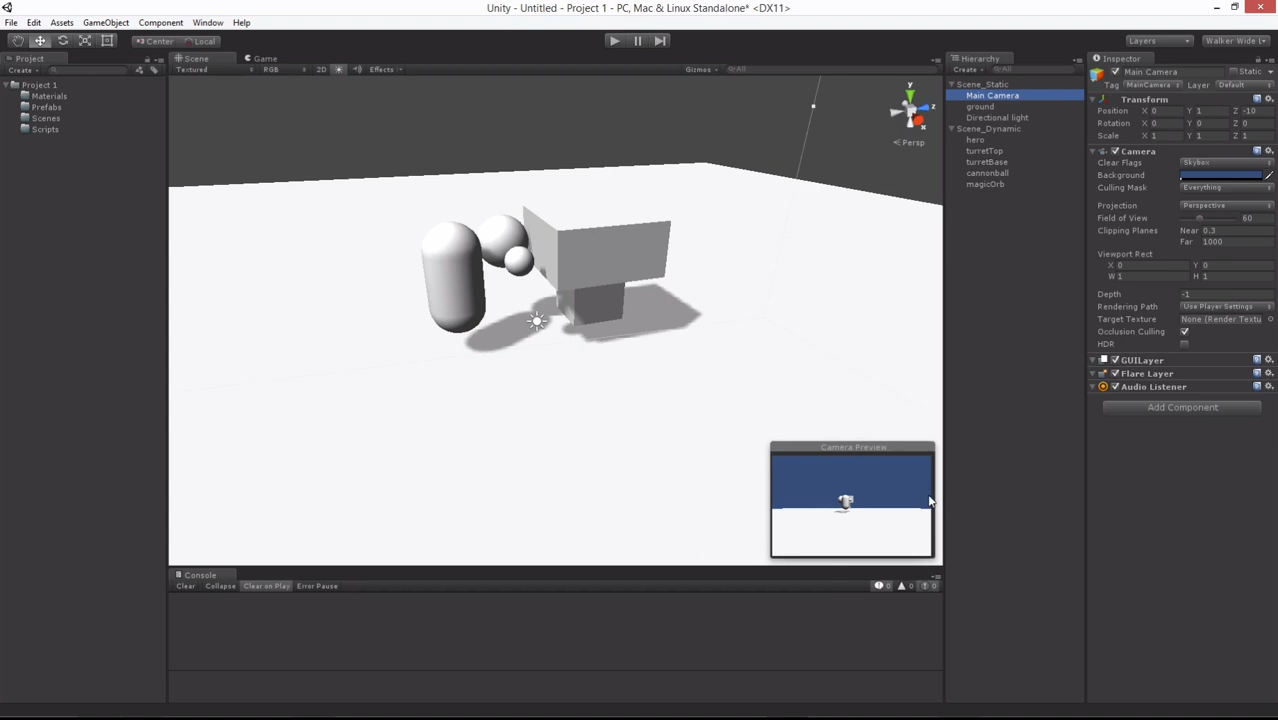 Unity - Untitled - Project 1 - PC, Mac & Linux Standalone* <DX11>
File Edit Assets GameObject Component Window Help
Center Local
Layers Walker Wide L
Project
Create
Project 1
Materials
Prefabs
Scenes
Scripts
Scene Game
Textured RGB 2D Effects Gizmos All
y
z
x
Persp
Camera Preview
Console
Clear Collapse Clear on Play Error Pause 0 0 0
Hierarchy
Create All
Scene_Static
Main Camera
ground
Directional light
Scene_Dynamic
hero
turretTop
turretBase
cannonball
magicOrb
Inspector
Main Camera Static
Tag MainCamera Layer Default
Transform
Position X 0 Y 1 Z -10
Rotation X 0 Y 0 Z 0
Scale X 1 Y 1 Z 1
Camera
Clear Flags Skybox
Background
Culling Mask Everything
Projection Perspective
Field of View 60
Clipping Planes Near 0.3
Far 1000
Viewport Rect
X 0 Y 0
W 1 H 1
Depth -1
Rendering Path Use Player Settings
Target Texture None (Render Textu
Occlusion Culling
HDR
GUILayer
Flare Layer
Audio Listener
Add Component